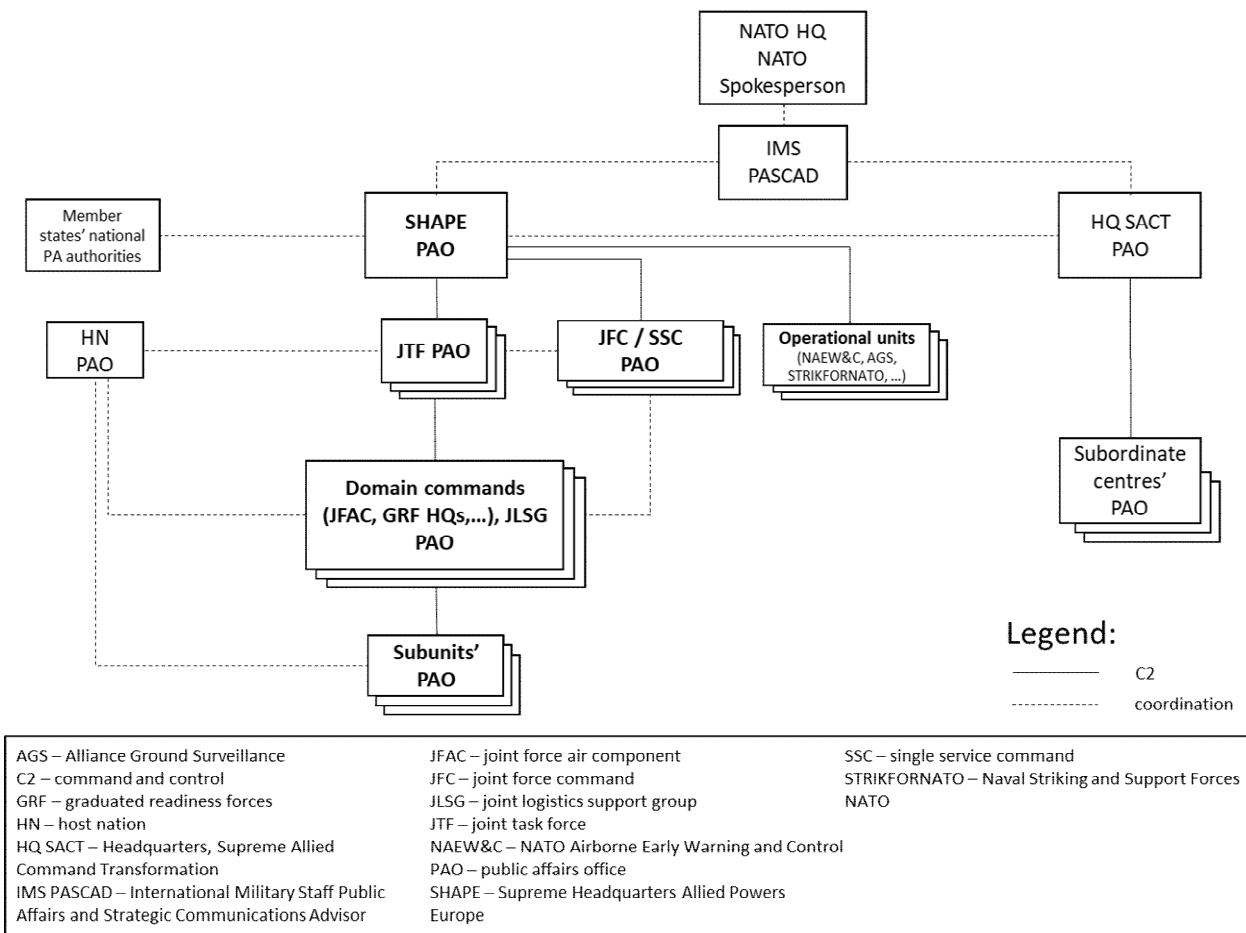 NATO HQ
NATO
Spokesperson
IMS
PASCAD
Member
states’ national
PA authorities
SHAPE
PAO
HQ SACT
PAO
HN
PAO
JTF PAO
JFC / SSC
PAO
Operational units
(NAEW&C, AGS,
STRIKFORNATO, ...)
Domain commands
(JFAC, GRF HQs,...), JLSG
PAO
Subordinate
centres’
PAO
Subunits’
PAO
Legend:
C2
coordination
AGS – Alliance Ground Surveillance
C2 – command and control
GRF – graduated readiness forces
HN – host nation
HQ SACT – Headquarters, Supreme Allied
Command Transformation
IMS PASCAD – International Military Staff Public
Affairs and Strategic Communications Advisor
JFAC – joint force air component
JFC – joint force command
JLSG – joint logistics support group
JTF – joint task force
NAEW&C – NATO Airborne Early Warning and Control
PAO – public affairs office
SHAPE – Supreme Headquarters Allied Powers
Europe
SSC – single service command
STRIKFORNATO – Naval Striking and Support Forces
NATO